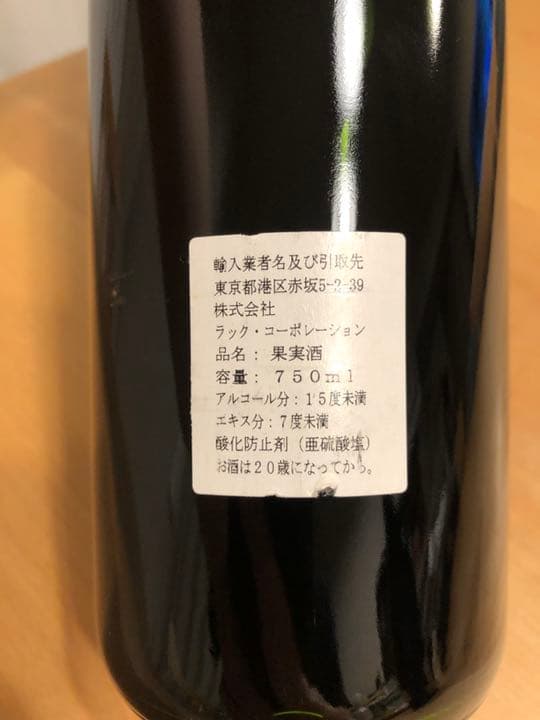 輸入業者名及び引取先
東京都港区赤坂5-2-39
株式会社
ラック・コーポレーション
品名：果実酒
容量：７５０ｍｌ
アルコール分：15度未満
エキス分：7度未満
酸化防止剤（亜硫酸塩）
お酒は２０歳になってから。